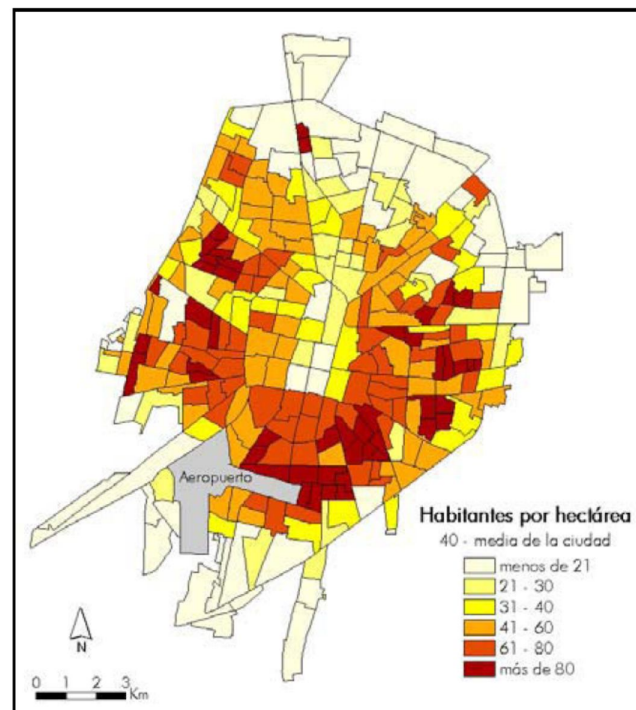 Aeropuerto
Habitantes por hectárea
40 - media de la ciudad
menos de 21
21 - 30
31 - 40
41 - 60
61 - 80
más de 80
N
0 1 2 3
Km